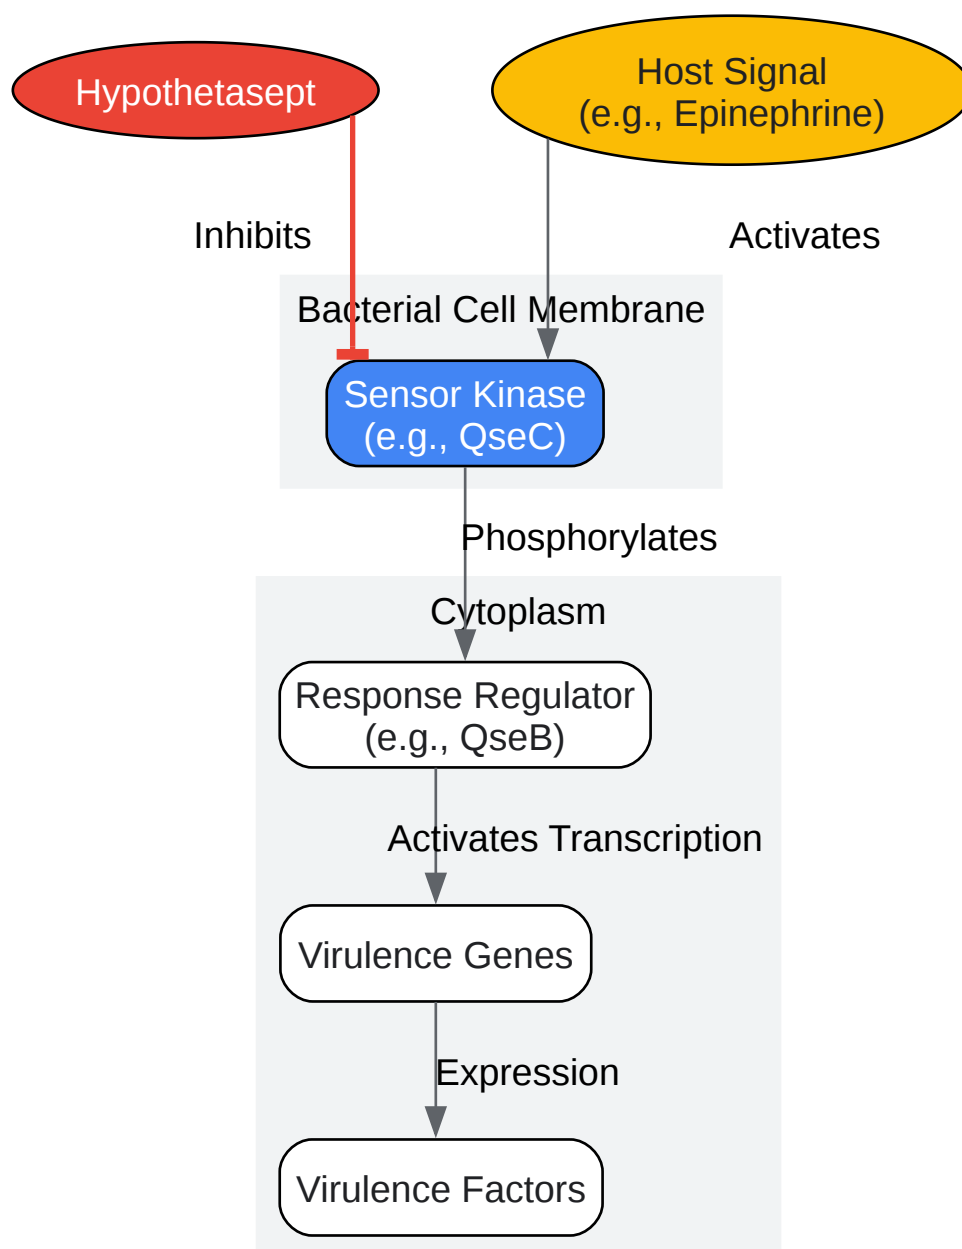 Hypothetasept
Host Signal
(e.g., Epinephrine)
Inhibits
Activates
Bacterial Cell Membrane
Sensor Kinase
(e.g., QseC)
Phosphorylates
Cytoplasm
Response Regulator
(e.g., QseB)
Activates Transcription
Virulence Genes
Expression
Virulence Factors